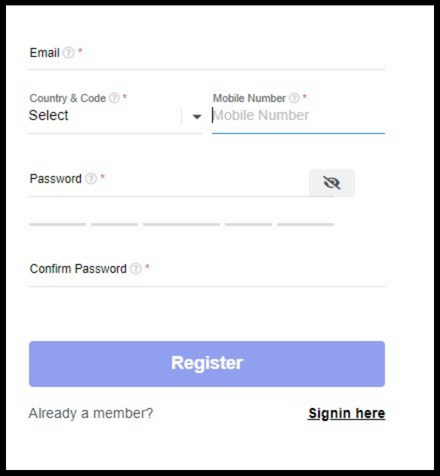 Email ? *
Country & Code ? * Mobile Number ? *
Select Mobile Number
Password ? *
Confirm Password ? *
Register
Already a member? Signin here